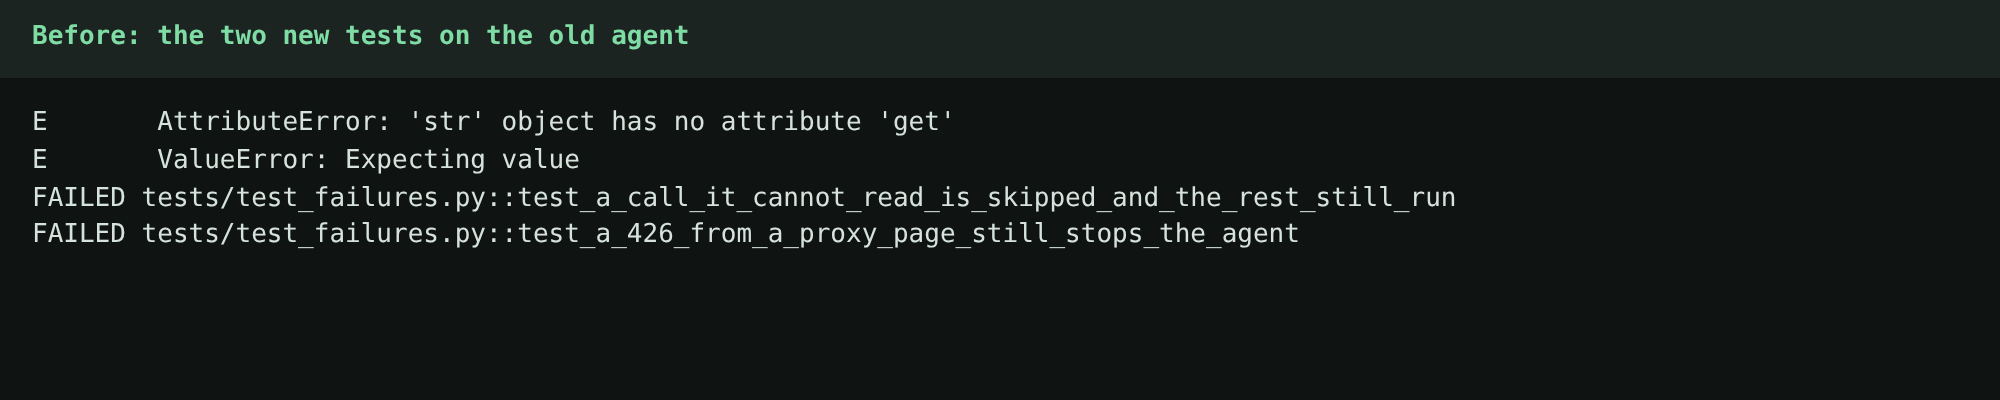 Before: the two new tests on the old agent
E       AttributeError: 'str' object has no attribute 'get'
E       ValueError: Expecting value
FAILED tests/test_failures.py::test_a_call_it_cannot_read_is_skipped_and_the_rest_still_run
FAILED tests/test_failures.py::test_a_426_from_a_proxy_page_still_stops_the_agent